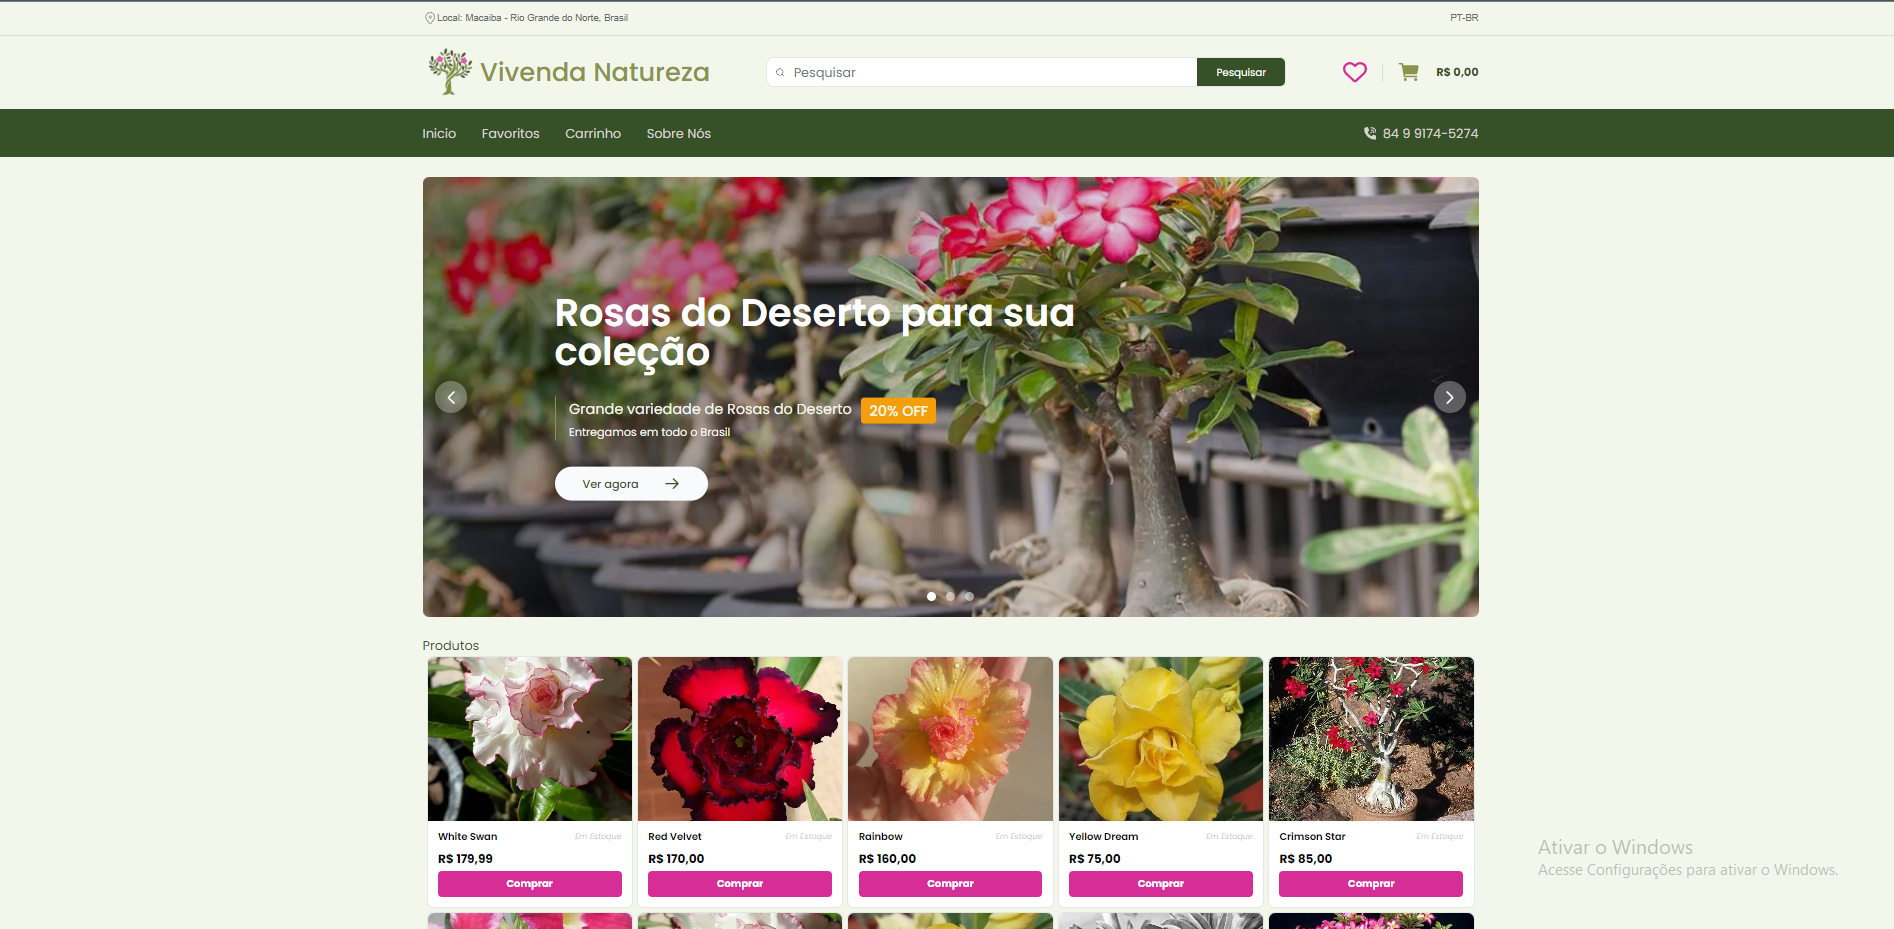 Local: Macaíba - Rio Grande do Norte, Brasil
PT-BR
Vivenda Natureza
Pesquisar
Pesquisar
R$ 0,00
Inicio
Favoritos
Carrinho
Sobre Nós
84 9 9174-5274
Rosas do Deserto para sua
coleção
Grande variedade de Rosas do Deserto
20% OFF
Entregamos em todo o Brasil
Ver agora
Produtos
White Swan
Em Estoque
R$ 179,99
Comprar
Red Velvet
Em Estoque
R$ 170,00
Comprar
Rainbow
Em Estoque
R$ 160,00
Comprar
Yellow Dream
Em Estoque
R$ 75,00
Comprar
Crimson Star
Em Estoque
R$ 85,00
Comprar
Ativar o Windows
Acesse Configurações para ativar o Windows.